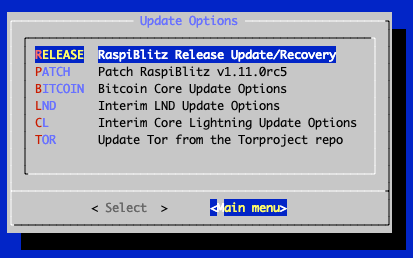 Update Options
RELEASE RaspiBlitz Release Update/Recovery
PATCH Patch RaspiBlitz v1.11.0rc5
BITCOIN Bitcoin Core Update Options
LND Interim LND Update Options
CL Interim Core Lightning Update Options
TOR Update Tor from the Torproject repo
< Select > <Main menu>